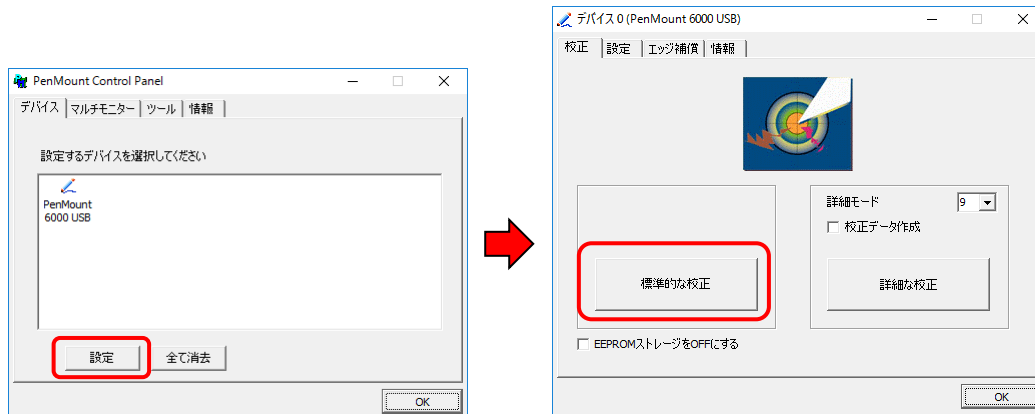 PenMount Control Panel
デバイス マルチモニター ツール 情報
設定するデバイスを選択してください
PenMount
6000 USB
設定 全て消去
OK
デバイス 0 (PenMount 6000 USB)
校正 設定 エッジ補償 情報
詳細モード 9
校正データ作成
標準的な校正 詳細な校正
EEPROMストレージをOFFにする
OK